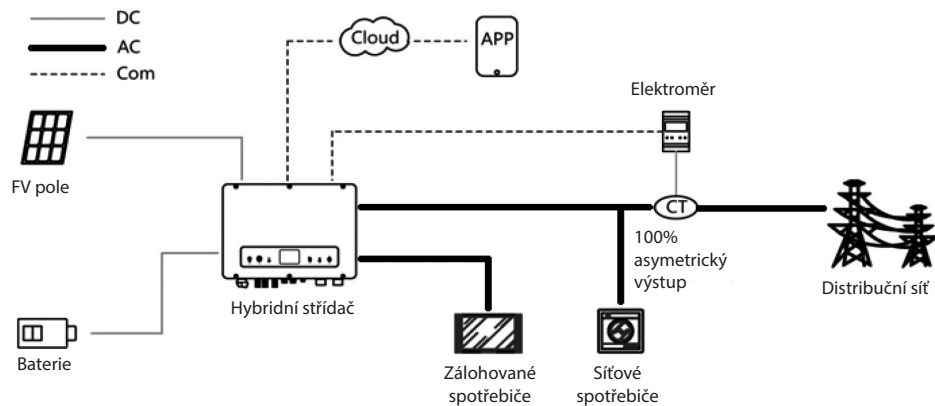 DC
AC
Com
Cloud
APP
Elektroměr
FV pole
CT
100%
asymetrický
výstup
Distribuční síť
Hybridní střídač
Baterie
Zálohované
spotřebiče
Síťové
spotřebiče